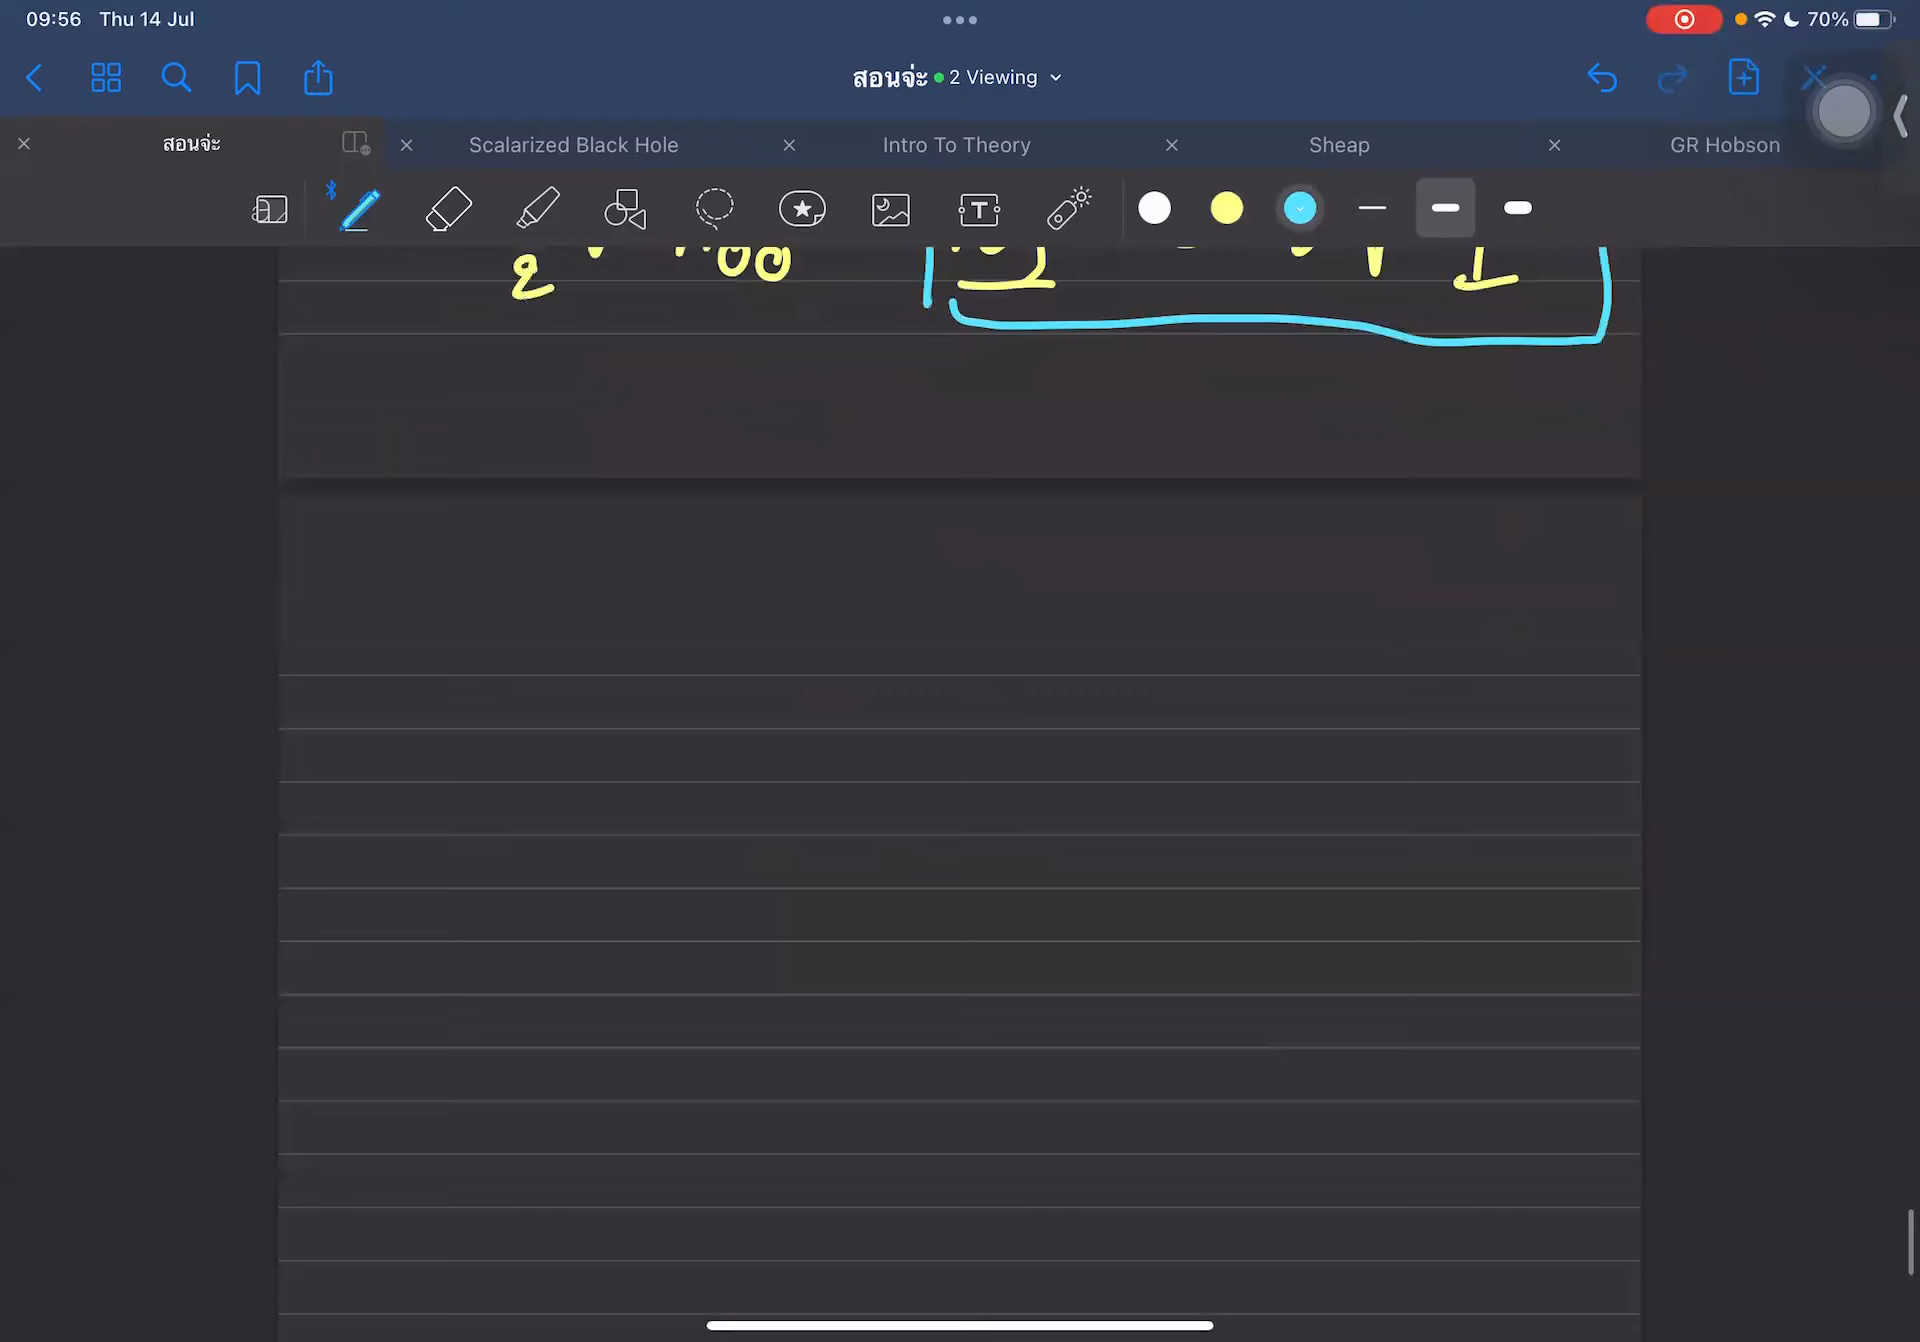 09:56 Thu 14 Jul
70%
สอนจ่ะ 2 Viewing
สอนจ่ะ
Scalarized Black Hole
Intro To Theory
Sheap
GR Hobson
T
2